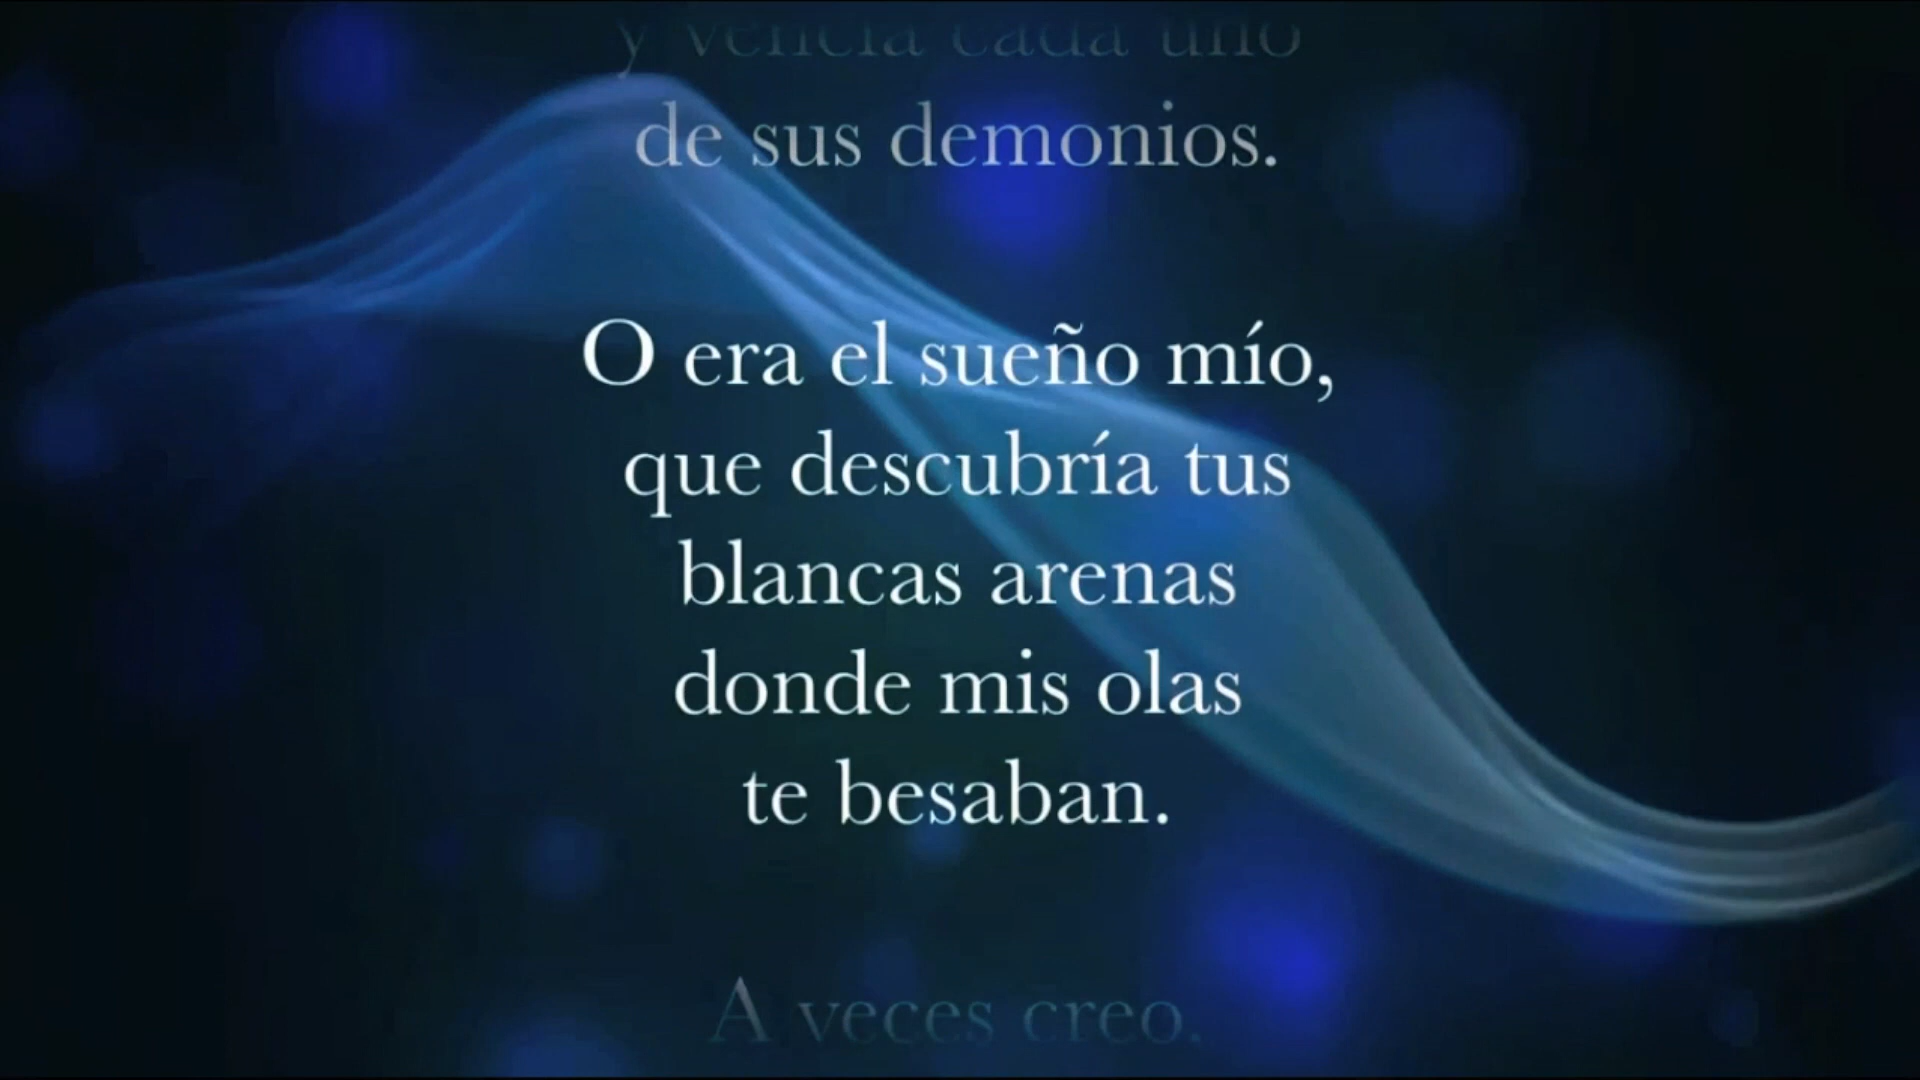 y vencía cada uno
de sus demonios.
O era el sueño mío,
que descubría tus
blancas arenas
donde mis olas
te besaban.
A veces creo.